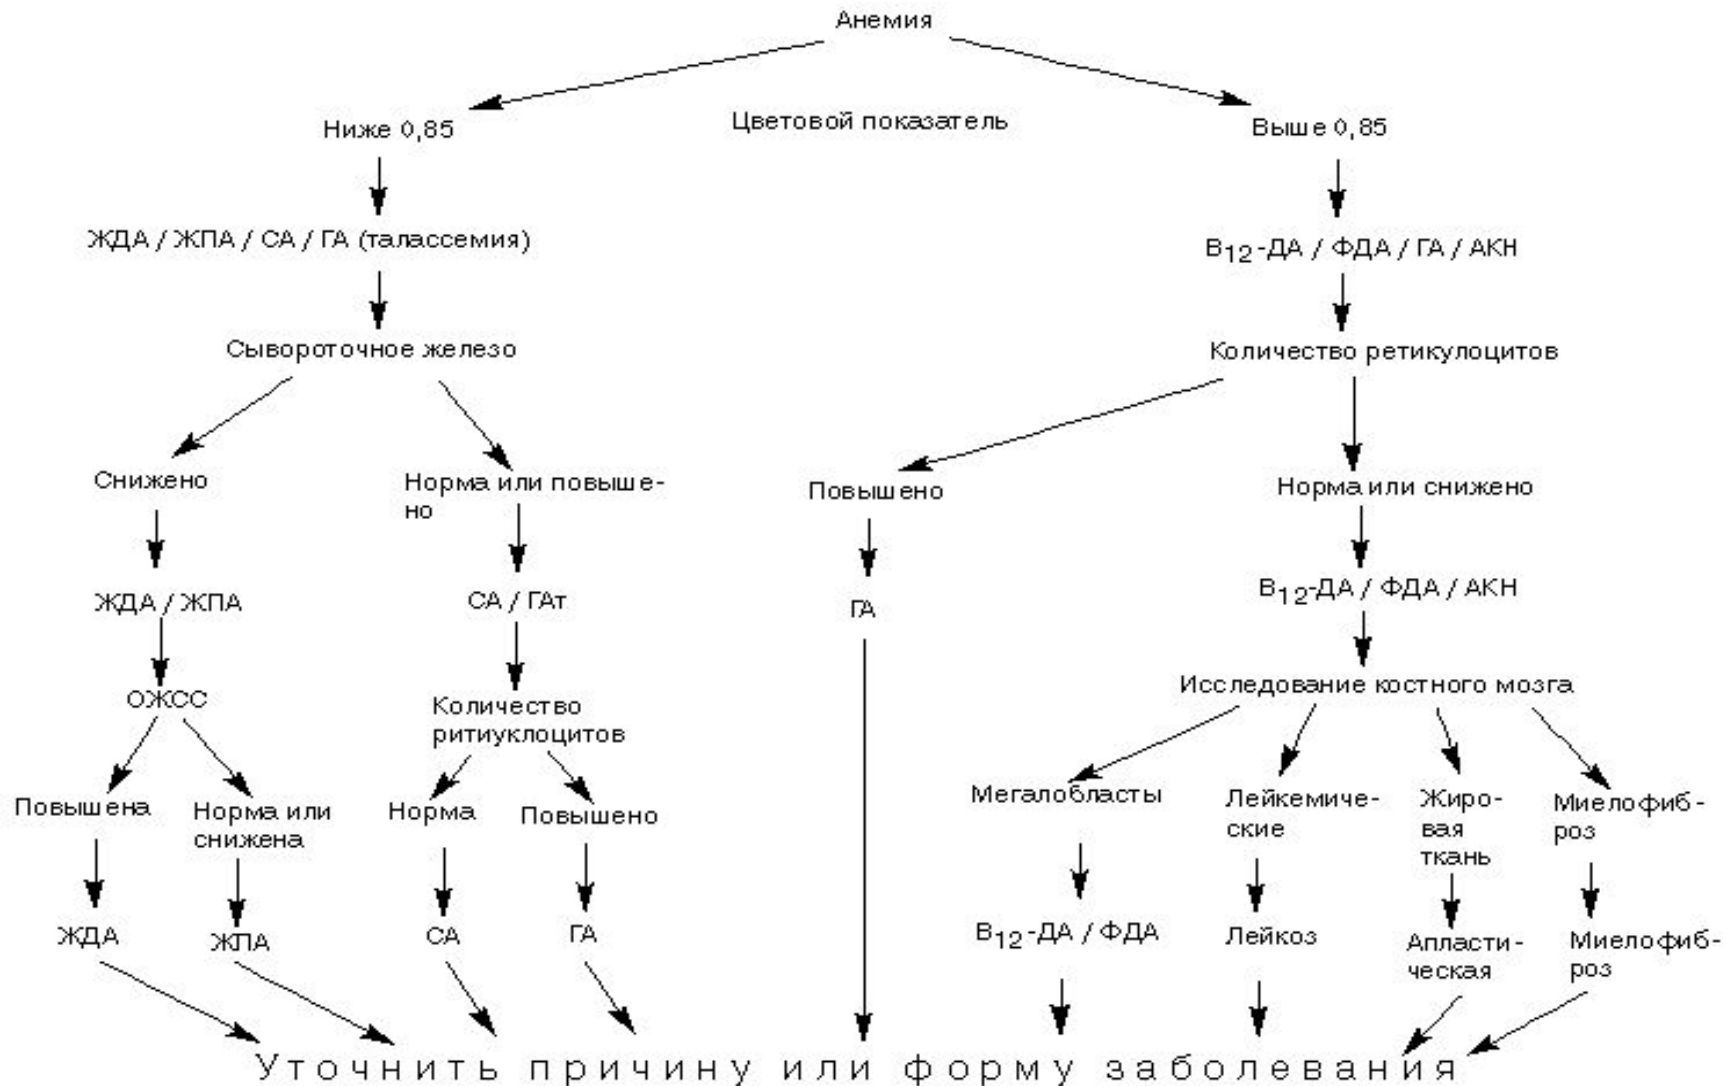 Анемия
Цветовой показатель
Ниже 0,85
Выше 0,85
ЖДА / ЖПА / СА / ГА (талассемия)
В12-ДА / ФДА / ГА / АКН
Сывороточное железо
Количество ретикулоцитов
Снижено
Норма или повыше-
но
Повышено
Норма или снижено
ЖДА / ЖПА
СА / ГАт
ГА
В12-ДА / ФДА / АКН
ОЖСС
Количество
ритиуклоцитов
Исследование костного мозга
Повышена
Норма или
снижена
Норма
Повышено
Мегалобласты
Лейкемиче-
ские
Жиро-
вая
ткань
Миелофиб-
роз
ЖДА
ЖПА
СА
ГА
В12-ДА / ФДА
Лейкоз
Апласти-
ческая
Миелофиб-
роз
Уточнить причину или форму заболевания